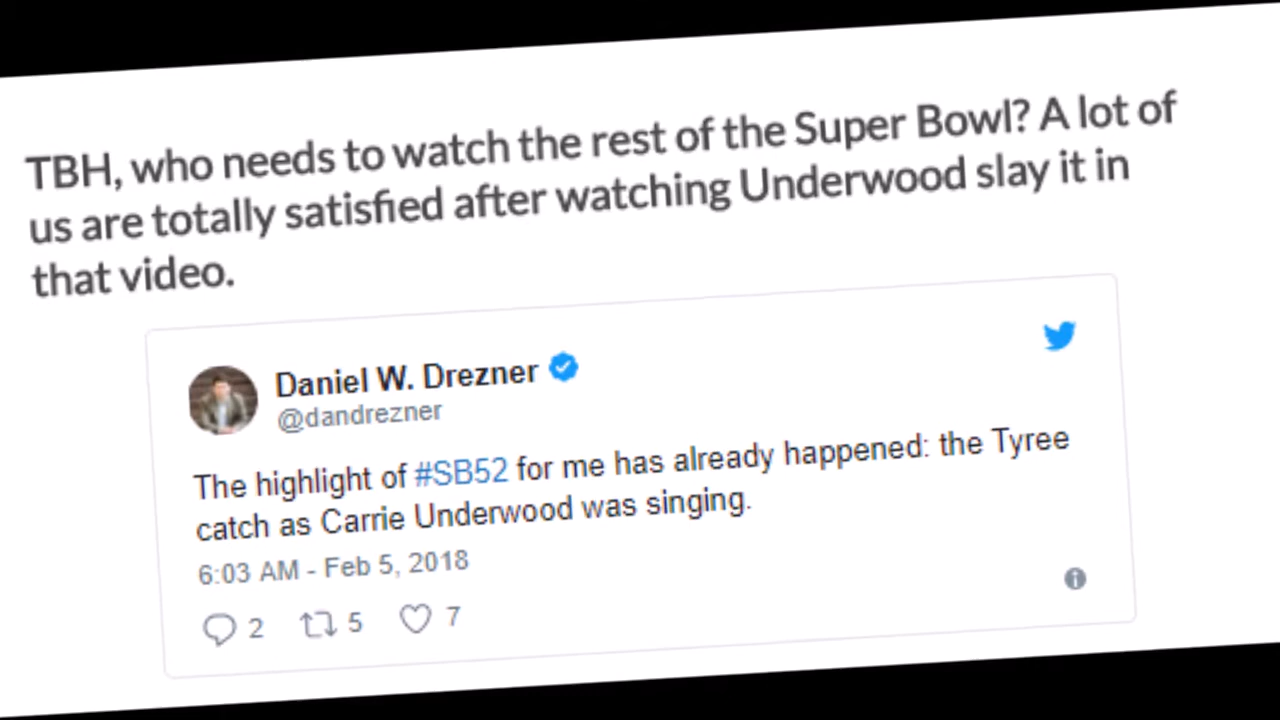 TBH, who needs to watch the rest of the Super Bowl? A lot of
us are totally satisfied after watching Underwood slay it in
that video.
Daniel W. Drezner
@dandrezner
The highlight of #SB52 for me has already happened: the Tyree
catch as Carrie Underwood was singing.
6:03 AM - Feb 5, 2018
2 5 7